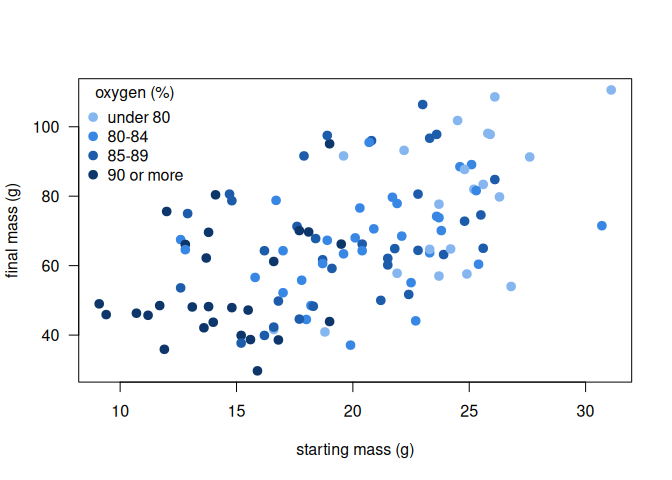 oxygen (%)
under 80
80-84
85-89
90 or more
final mass (g)
100
80
60
40
10 15 20 25 30
starting mass (g)